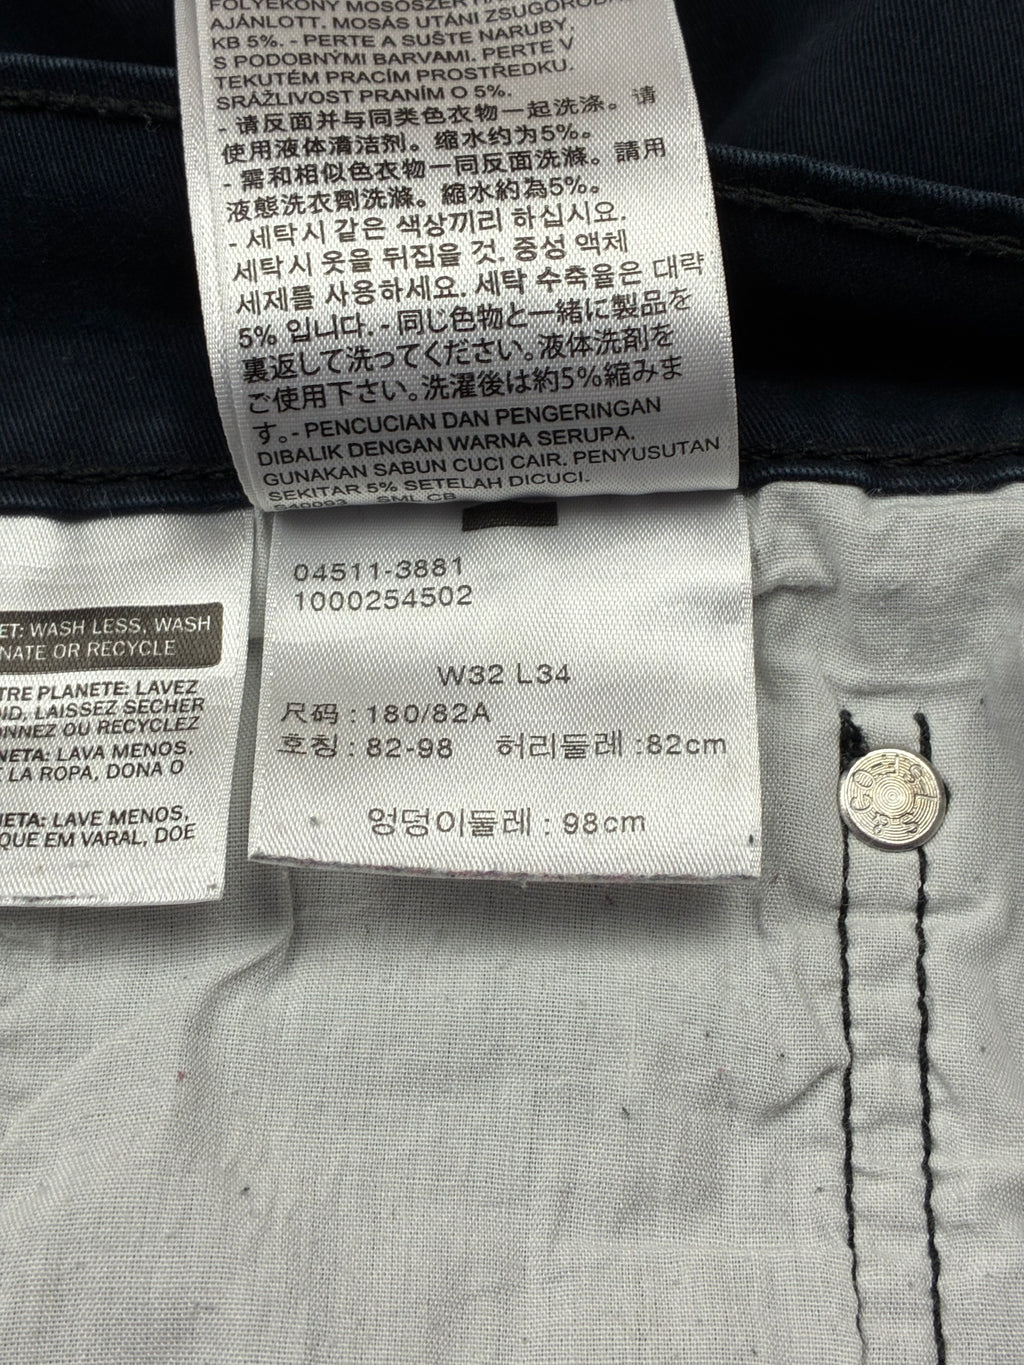 AJÁNLOTT. MOSÁS UTÁNI
KB 5%. - PERTE A SUŠTE NARUBY,
S PODOBNÝMI BARVAMI. PERTE V
TEKUTÉM PRACÍM PROSTŘEDKU.
SRÁŽLIVOST PRANÍM O 5%.
- 请反面并与同类色衣物一起洗涤。请
使用液体清洁剂。缩水约为5%。
- 需和相似色衣物一同反面洗滌。請用
液態洗衣劑洗滌。縮水約為5%。
- 세탁시 같은 색상끼리 하십시요.
세탁시 옷을 뒤집을 것. 중성 액체
세제를 사용하세요. 세탁 수축율은 대략
5% 입니다. - 同じ色物と一緒に製品を
裏返して洗ってください。液体洗剤を
ご使用下さい。洗濯後は約5%縮みま
す。- PENCUCIAN DAN PENGERINGAN
DIBALIK DENGAN WARNA SERUPA.
GUNAKAN SABUN CUCI CAIR. PENYUSUTAN
SEKITAR 5% SETELAH DICUCI.
SML CB
04511-3881
1000254502
W32 L34
尺码 : 180/82A
호칭 : 82-98 허리둘레 :82cm
엉덩이둘레 : 98cm
ET: WASH LESS, WASH
NATE OR RECYCLE
TRE PLANETE: LAVEZ
OID, LAISSEZ SECHER
ONNEZ OU RECYCLEZ
NETA: LAVA MENOS,
LA ROPA, DONA O
NETA: LAVE MENOS,
QUE EM VARAL, DOE